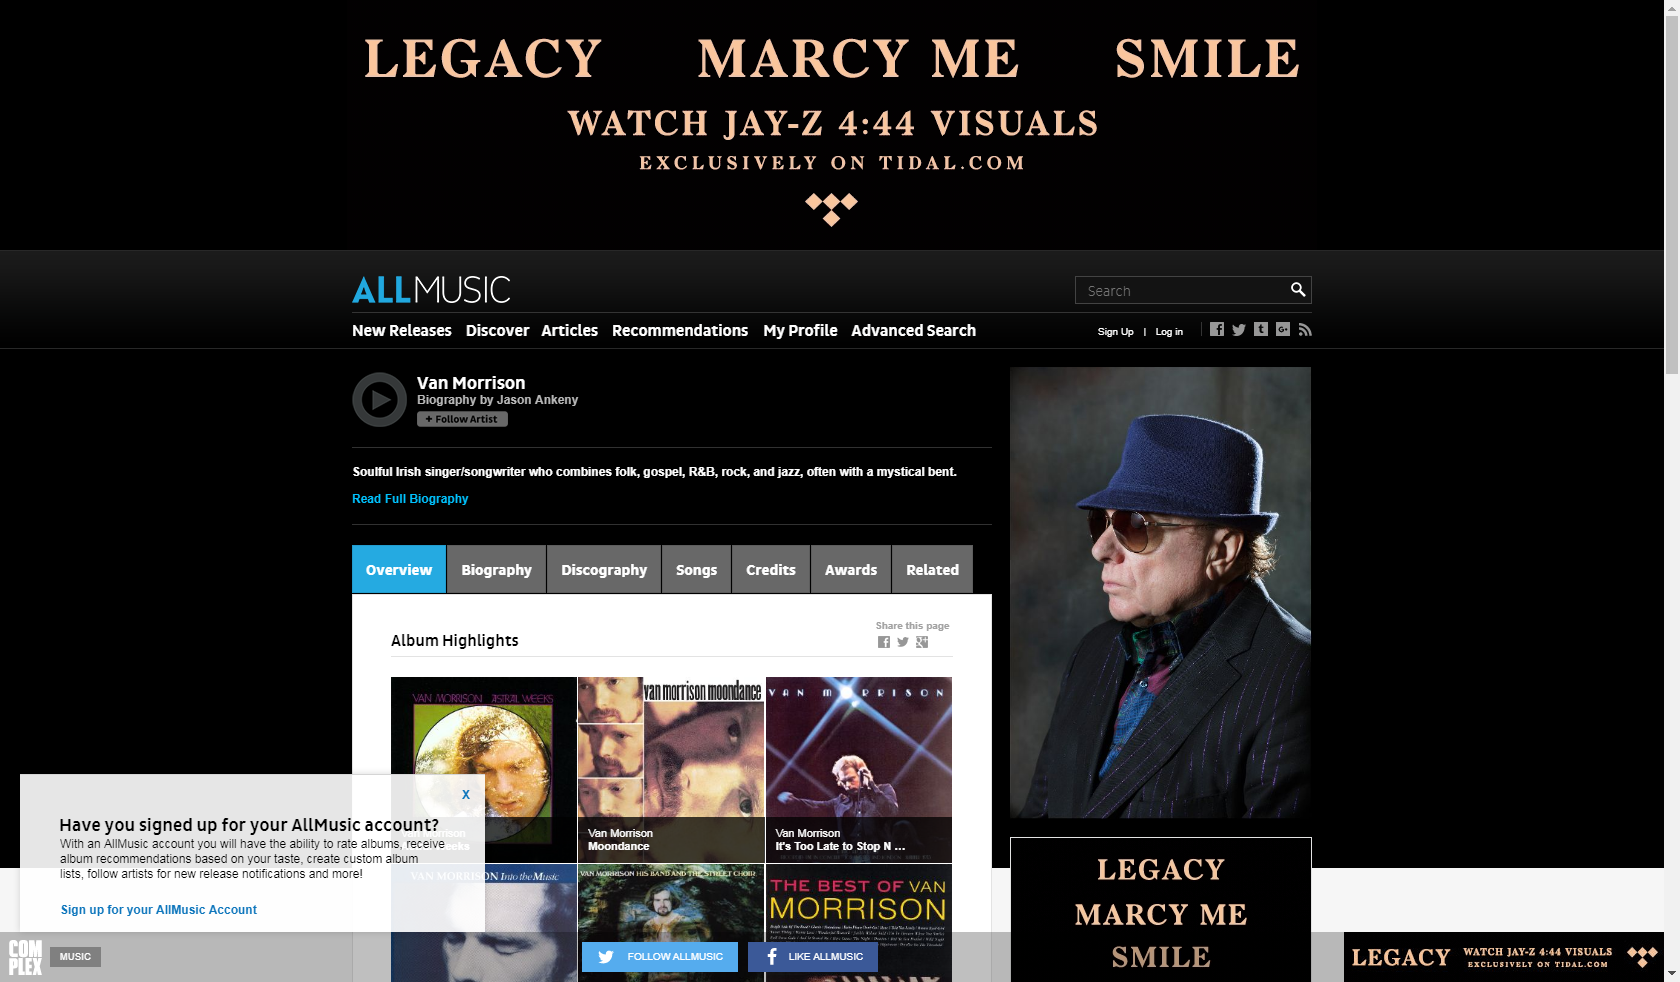 LEGACY MARCY ME SMILE
WATCH JAY-Z 4:44 VISUALS
EXCLUSIVELY ON TIDAL.COM
ALLMUSIC
Search
New Releases Discover Articles Recommendations My Profile Advanced Search
Sign Up | Log in
Van Morrison
Biography by Jason Ankeny
+ Follow Artist
Soulful Irish singer/songwriter who combines folk, gospel, R&B, rock, and jazz, often with a mystical bent.
Read Full Biography
Overview Biography Discography Songs Credits Awards Related
Share this page
Album Highlights
VAN MORRISON ASTRAL WEEKS
van morrison moondance
VAN MORRISON
Van Morrison
Moondance
Van Morrison
It's Too Late to Stop N ...
X
Have you signed up for your AllMusic account?
With an AllMusic account you will have the ability to rate albums, receive
album recommendations based on your taste, create custom album
lists, follow artists for new release notifications and more!
Sign up for your AllMusic Account
VAN MORRISON Into the Music
VAN MORRISON HIS BAND AND THE STREET CHOIR
THE BEST OF VAN
MORRISON
LEGACY
MARCY ME
SMILE
COMPLEX
MUSIC
FOLLOW ALLMUSIC
LIKE ALLMUSIC
LEGACY WATCH JAY-Z 4:44 VISUALS
EXCLUSIVELY ON TIDAL.COM